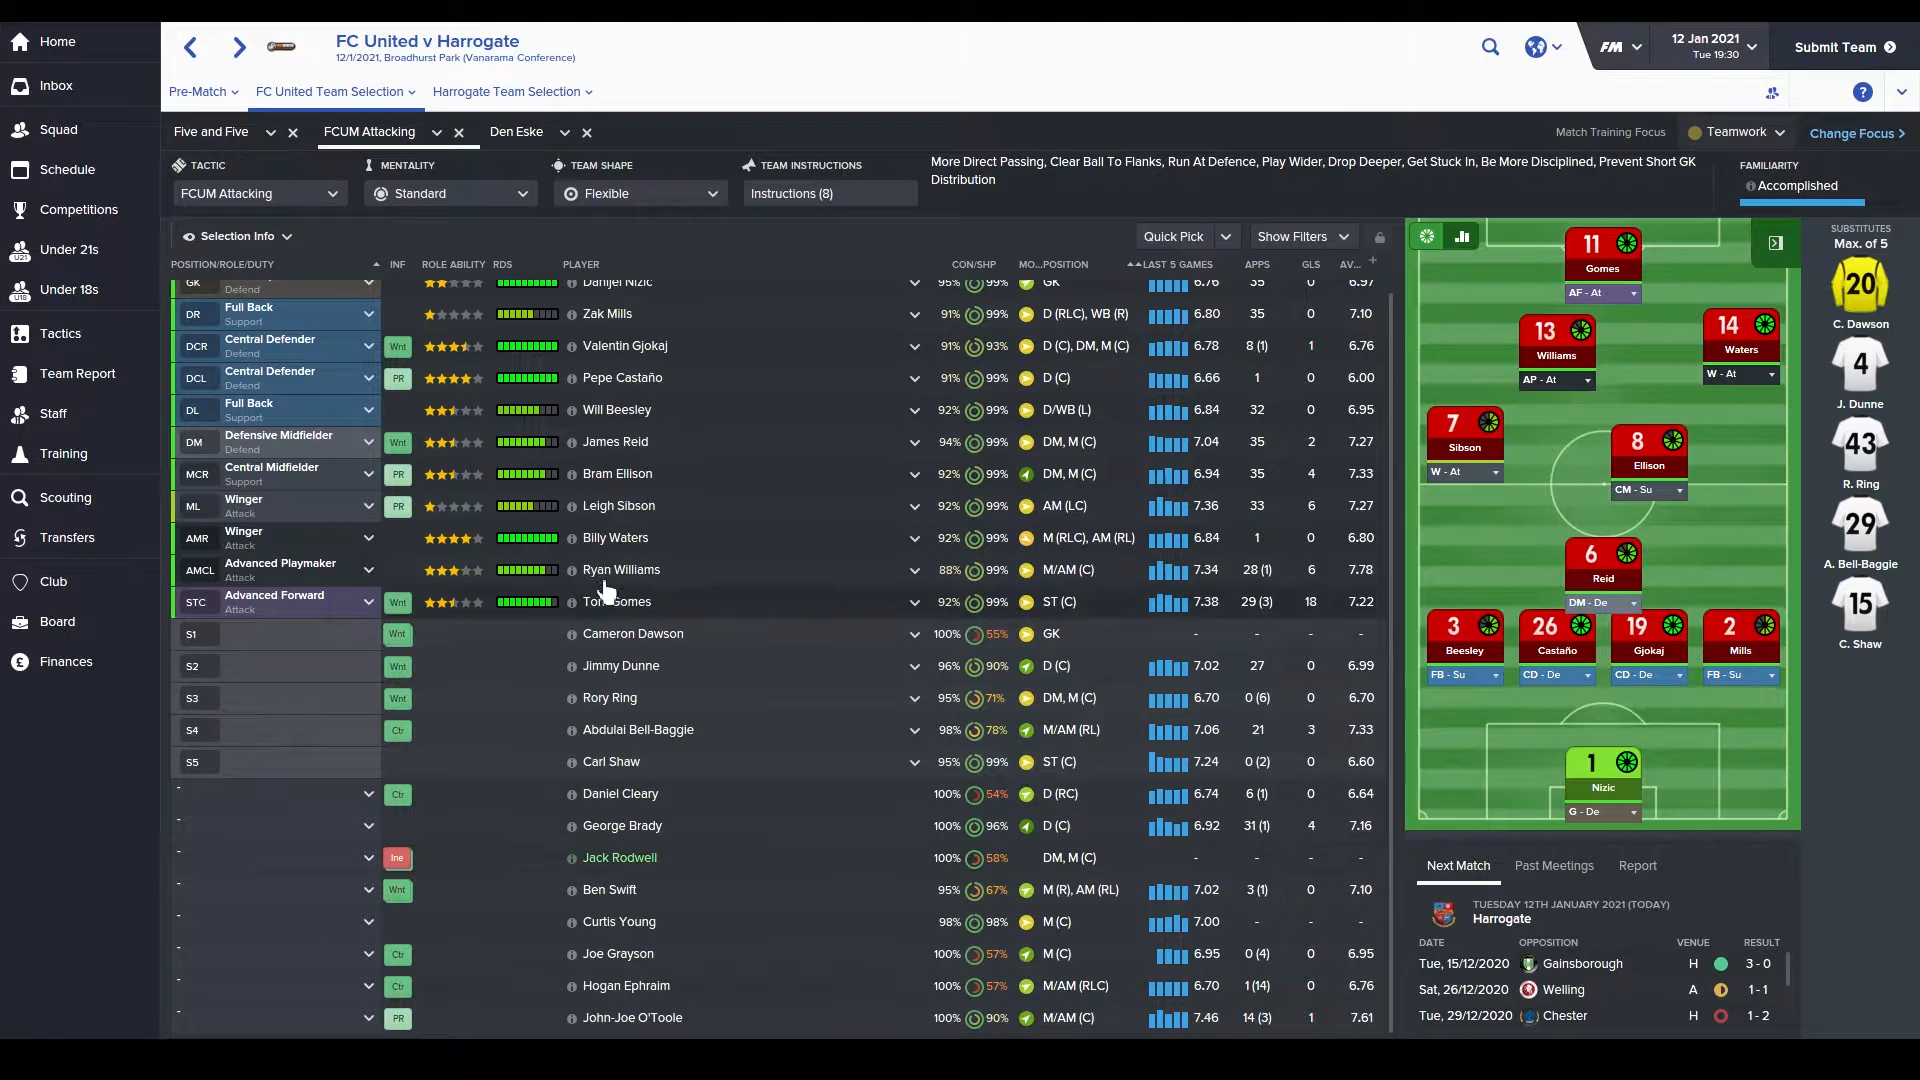 Home
Inbox
Squad
Schedule
Competitions
Under 21s
Under 18s
Tactics
Team Report
Staff
Training
Scouting
Transfers
Club
Board
Finances
FC United v Harrogate
12/1/2021, Broadhurst Park (Vanarama Conference)
FM
12 Jan 2021
Tue 19:30
Submit Team
Pre-Match
FC United Team Selection
Harrogate Team Selection
?
Five and Five
FCUM Attacking
Den Eske
Match Training Focus
Teamwork
Change Focus >
TACTIC
FCUM Attacking
MENTALITY
Standard
TEAM SHAPE
Flexible
TEAM INSTRUCTIONS
Instructions (8)
More Direct Passing, Clear Ball To Flanks, Run At Defence, Play Wider, Drop Deeper, Get Stuck In, Be More Disciplined, Prevent Short GK
Distribution
FAMILIARITY
Accomplished
Selection Info
Quick Pick
Show Filters
POSITION/ROLE/DUTY INF ROLE ABILITY RDS PLAYER CON/SHP MO... POSITION LAST 5 GAMES APPS GLS AV...
GK Defend Danijel Nizic 95% 99% GK 6.76 35 0 6.97
DR Full Back Support Zak Mills 91% 99% D (RLC), WB (R) 6.80 35 0 7.10
DCR Central Defender Defend Wnt Valentin Gjokaj 91% 93% D (C), DM, M (C) 6.78 8 (1) 1 6.76
DCL Central Defender Defend PR Pepe Castaño 91% 99% D (C) 6.66 1 0 6.00
DL Full Back Support Will Beesley 92% 99% D/WB (L) 6.84 32 0 6.95
DM Defensive Midfielder Defend Wnt James Reid 94% 99% DM, M (C) 7.04 35 2 7.27
MCR Central Midfielder Support PR Bram Ellison 92% 99% DM, M (C) 6.94 35 4 7.33
ML Winger Attack PR Leigh Sibson 92% 99% AM (LC) 7.36 33 6 7.27
AMR Winger Attack Billy Waters 92% 99% M (RLC), AM (RL) 6.84 1 0 6.80
AMCL Advanced Playmaker Attack Ryan Williams 88% 99% M/AM (C) 7.34 28 (1) 6 7.78
STC Advanced Forward Attack Wnt Gomes 92% 99% ST (C) 7.38 29 (3) 18 7.22
S1 Wnt Cameron Dawson 100% 55% GK - - - -
S2 Wnt Jimmy Dunne 96% 90% D (C) 7.02 27 0 6.99
S3 Wnt Rory Ring 95% 71% DM, M (C) 6.70 0 (6) 0 6.70
S4 Ctr Abdulai Bell-Baggie 98% 78% M/AM (RL) 7.06 21 3 7.33
S5 Carl Shaw 95% 99% ST (C) 7.24 0 (2) 0 6.60
- Ctr Daniel Cleary 100% 54% D (RC) 6.74 6 (1) 0 6.64
- George Brady 100% 96% D (C) 6.92 31 (1) 4 7.16
- Ine Jack Rodwell 100% 58% DM, M (C) - - - -
- Wnt Ben Swift 95% 67% M (R), AM (RL) 7.02 3 (1) 0 7.10
- Curtis Young 98% 98% M (C) 7.00 - - -
- Ctr Joe Grayson 100% 57% M (C) 6.95 0 (4) 0 6.95
- Ctr Hogan Ephraim 100% 57% M/AM (RLC) 6.70 1 (14) 0 6.76
- PR John-Joe O'Toole 100% 90% M/AM (C) 7.46 14 (3) 1 7.61
11
Gomes
AF - At
13
Williams
AP - At
14
Waters
W - At
7
Sibson
W - At
8
Ellison
CM - Su
6
Reid
DM - De
3
Beesley
FB - Su
26
Castaño
CD - De
19
Gjokaj
CD - De
2
Mills
FB - Su
1
Nizic
G - De
SUBSTITUTES
Max. of 5
20
C. Dawson
4
J. Dunne
43
R. Ring
29
A. Bell-Baggie
15
C. Shaw
Next Match
Past Meetings
Report
TUESDAY 12TH JANUARY 2021 (TODAY)
Harrogate
DATE OPPOSITION VENUE RESULT
Tue, 15/12/2020 Gainsborough H 3 - 0
Sat, 26/12/2020 Welling A 1 - 1
Tue, 29/12/2020 Chester H 1 - 2